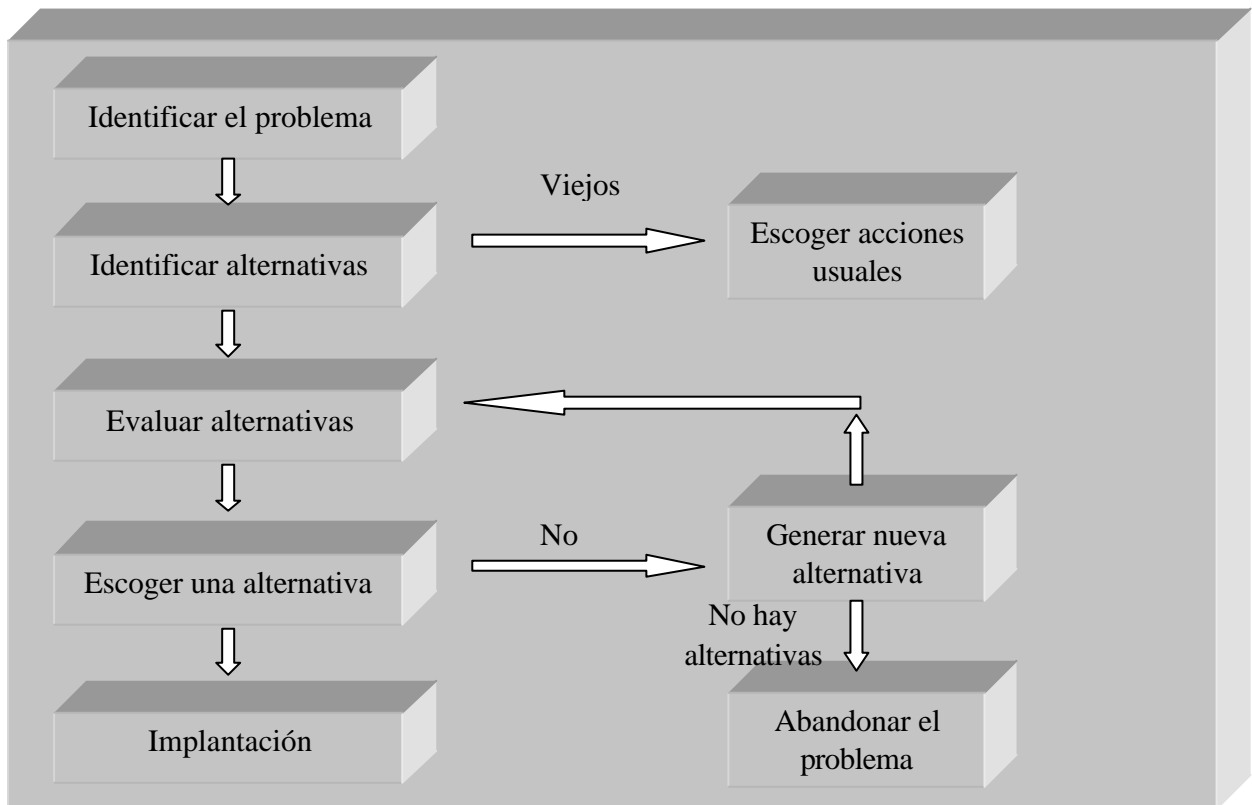 Identificar el problema
Viejos
Identificar alternativas
Escoger acciones
usuales
Evaluar alternativas
Escoger una alternativa
No
Generar nueva
alternativa
No hay
alternativas
Implantación
Abandonar el
problema